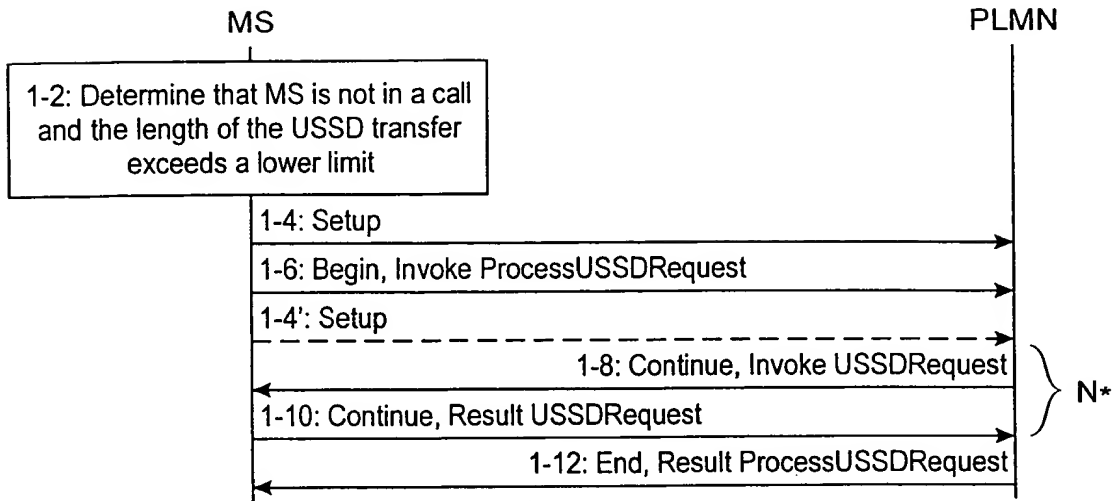 MS
PLMN
1-2: Determine that MS is not in a call
and the length of the USSD transfer
exceeds a lower limit
1-4: Setup
1-6: Begin, Invoke ProcessUSSDRequest
1-4': Setup
1-8: Continue, Invoke USSDRequest
N*
1-10: Continue, Result USSDRequest
1-12: End, Result ProcessUSSDRequest